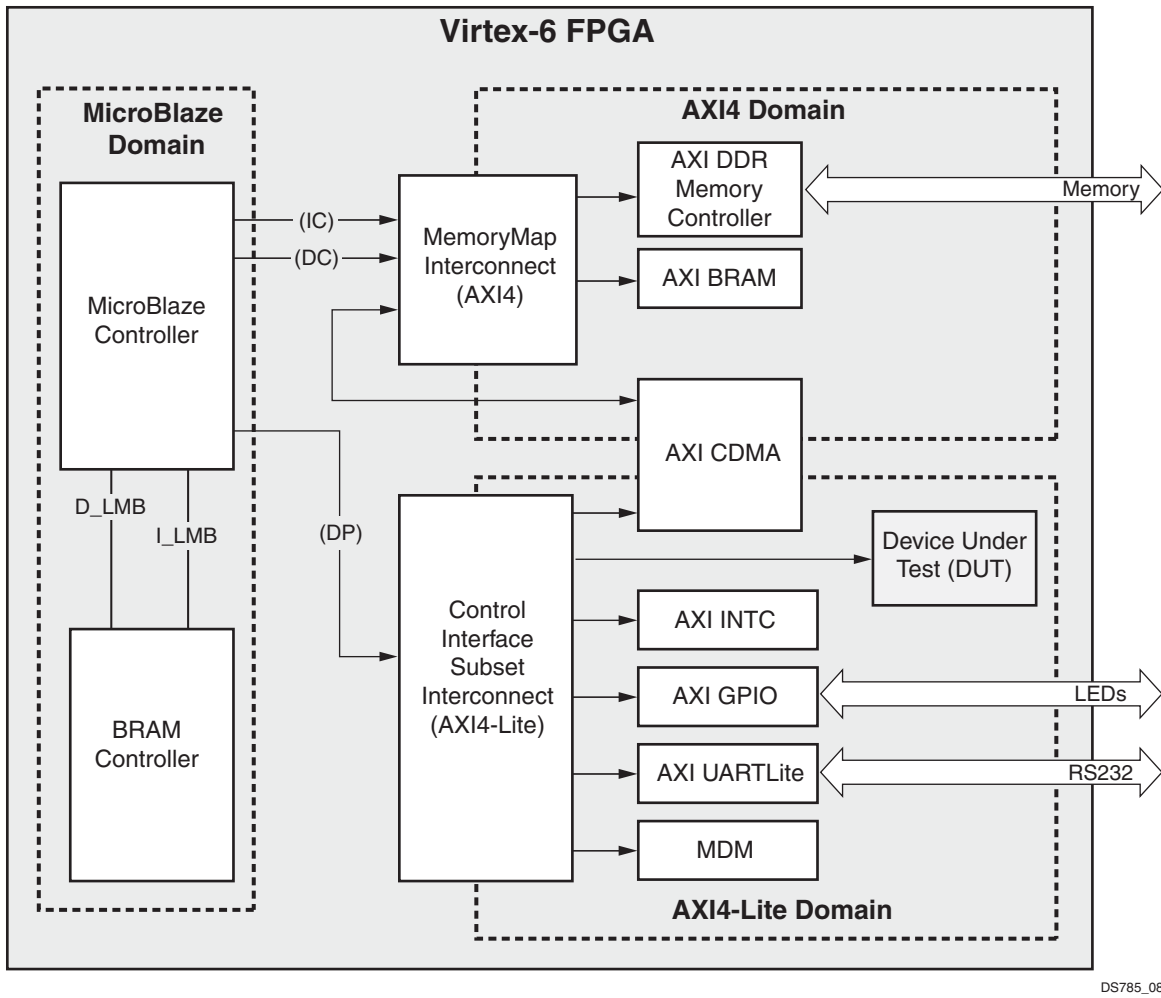 Virtex-6 FPGA
MicroBlaze
Domain
AXI4 Domain
MicroBlaze
Controller
(IC)
(DC)
MemoryMap
Interconnect
(AXI4)
AXI DDR
Memory
Controller
Memory
AXI BRAM
AXI CDMA
D_LMB
I_LMB
(DP)
BRAM
Controller
Control
Interface
Subset
Interconnect
(AXI4-Lite)
Device Under
Test (DUT)
AXI INTC
AXI GPIO
LEDs
AXI UARTLite
RS232
MDM
AXI4-Lite Domain
DS785_08